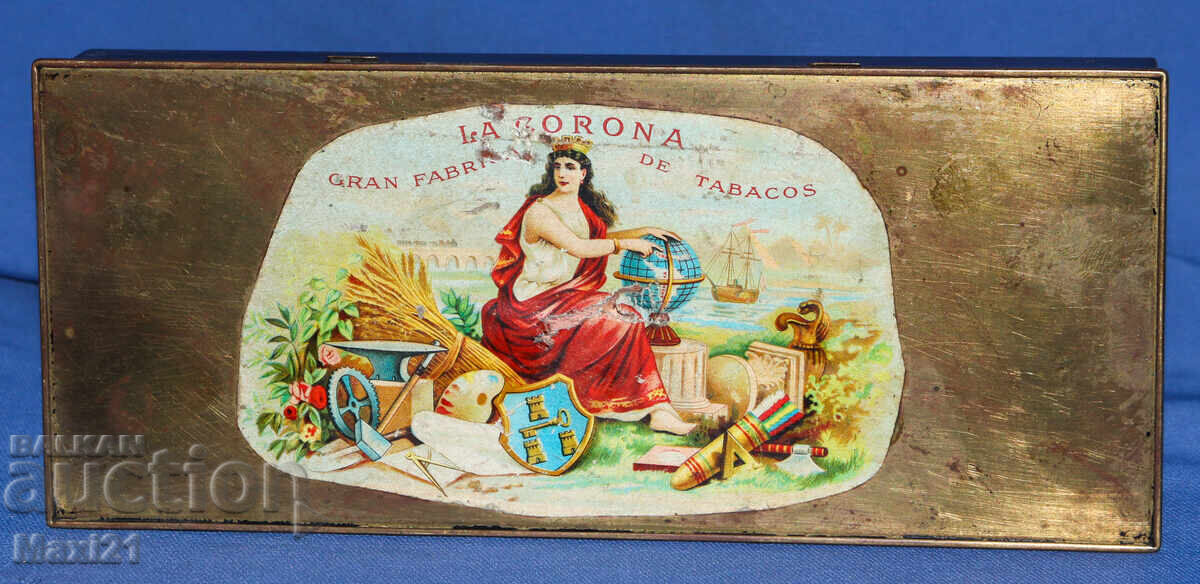 LA CORONA
GRAN FABRI DE TABACOS
BALKAN
auction
Maxi21